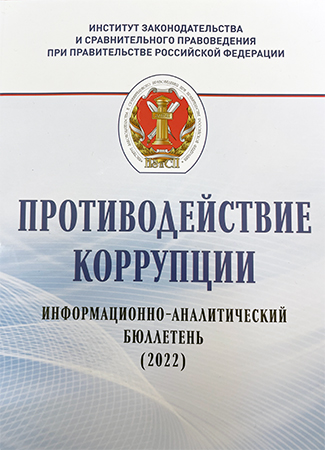 ИНСТИТУТ ЗАКОНОДАТЕЛЬСТВА
И СРАВНИТЕЛЬНОГО ПРАВОВЕДЕНИЯ
ПРИ ПРАВИТЕЛЬСТВЕ РОССИЙСКОЙ ФЕДЕРАЦИИ
ПРОТИВОДЕЙСТВИЕ
КОРРУПЦИИ
ИНФОРМАЦИОННО-АНАЛИТИЧЕСКИЙ
БЮЛЛЕТЕНЬ
(2022)